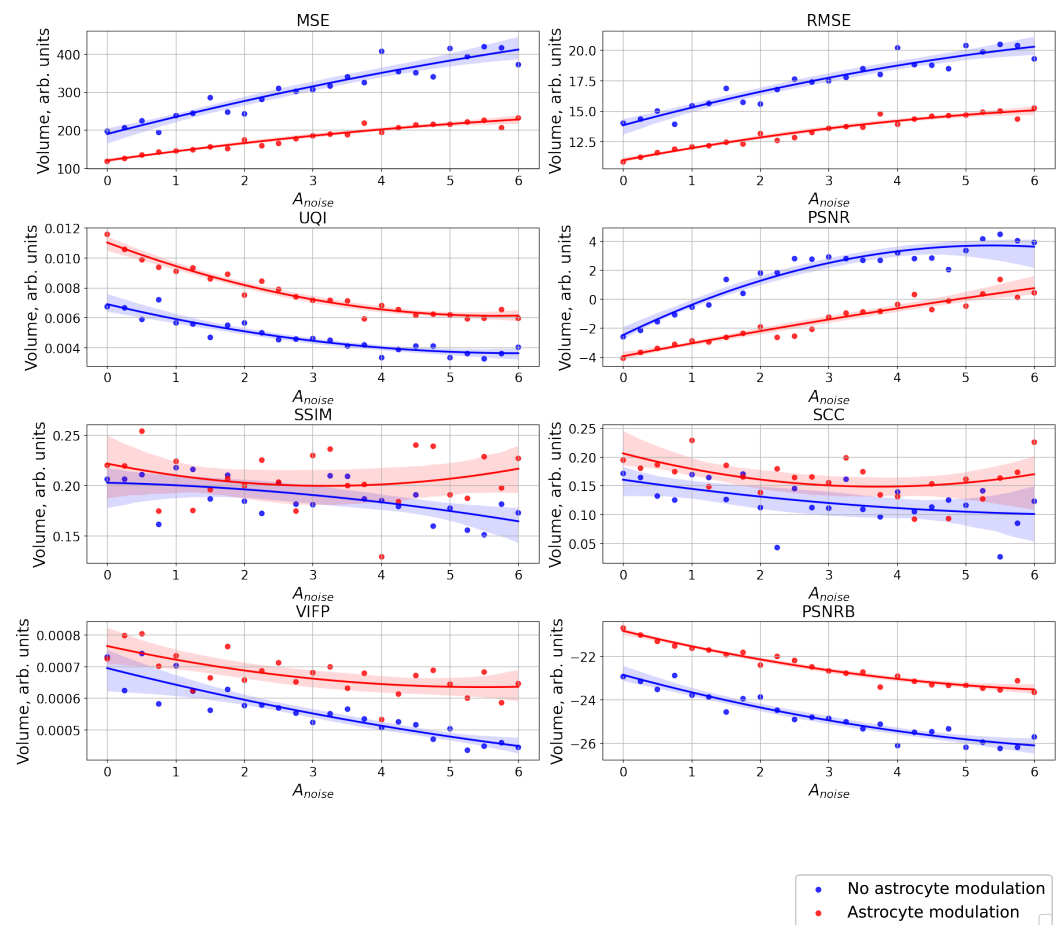 MSE
Volume, arb. units
400
300
200
100
0 1 2 3 4 5 6
A_noise
RMSE
Volume, arb. units
20.0
17.5
15.0
12.5
0 1 2 3 4 5 6
A_noise
UQI
Volume, arb. units
0.012
0.010
0.008
0.006
0.004
0 1 2 3 4 5 6
A_noise
PSNR
Volume, arb. units
4
2
0
−2
−4
0 1 2 3 4 5 6
A_noise
SSIM
Volume, arb. units
0.25
0.20
0.15
0 1 2 3 4 5 6
A_noise
SCC
Volume, arb. units
0.25
0.20
0.15
0.10
0.05
0 1 2 3 4 5 6
A_noise
VIFP
Volume, arb. units
0.0008
0.0007
0.0006
0.0005
0 1 2 3 4 5 6
A_noise
PSNRB
Volume, arb. units
−22
−24
−26
0 1 2 3 4 5 6
A_noise
No astrocyte modulation
Astrocyte modulation